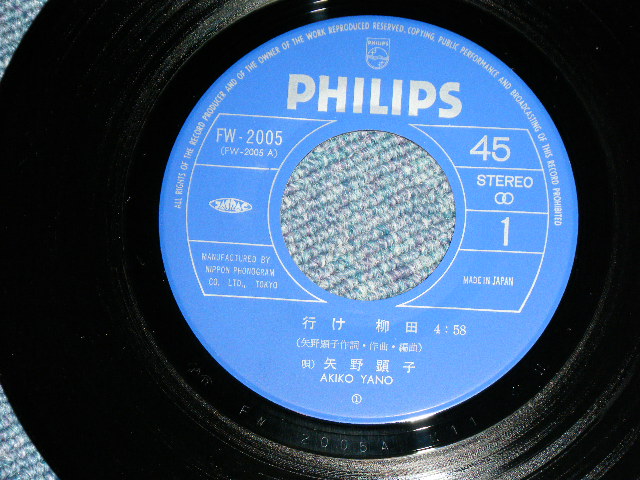 ALL RIGHTS OF THE RECORD PRODUCER AND OF THE OWNER OF THE WORK REPRODUCED RESERVED, COPYING, PUBLIC PERFORMANCE AND BROADCASTING OF THIS RECORD PROHIBITED
PHILIPS
PHILIPS
FW-2005
(FW-2005 A)
45
STEREO
JASRAC
1
MANUFACTURED BY
NIPPON PHONOGRAM
CO. LTD., TOKYO
MADE IN JAPAN
行け 柳田 4:58
(矢野顕子作詞・作曲・編曲)
唄) 矢野顕子
AKIKO YANO
①
2005A